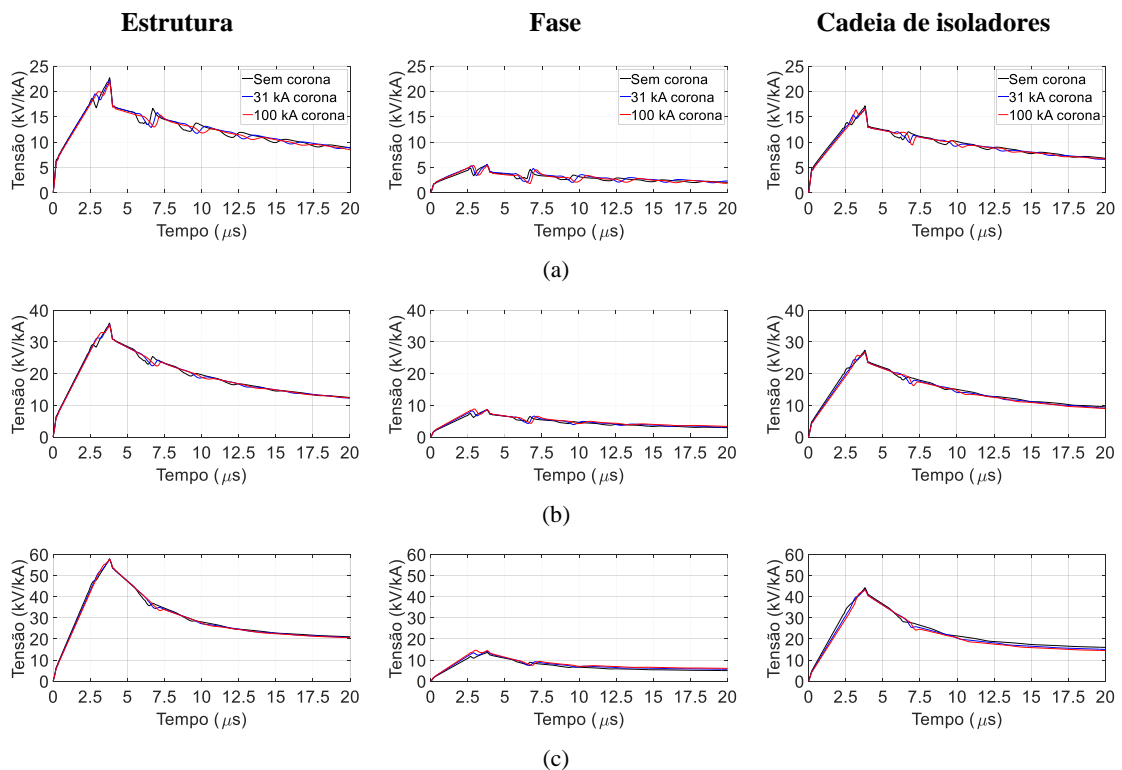 Estrutura Fase Cadeia de isoladores
Tensão (kV/kA) 25 20 15 10 5 0
Sem corona
31 kA corona
100 kA corona
0 2.5 5 7.5 10 12.5 15 17.5 20
Tempo (μs)
Tensão (kV/kA) 25 20 15 10 5 0
Sem corona
31 kA corona
100 kA corona
0 2.5 5 7.5 10 12.5 15 17.5 20
Tempo (μs)
Tensão (kV/kA) 25 20 15 10 5 0
Sem corona
31 kA corona
100 kA corona
0 2.5 5 7.5 10 12.5 15 17.5 20
Tempo (μs)
(a)
Tensão (kV/kA) 40 30 20 10 0
0 2.5 5 7.5 10 12.5 15 17.5 20
Tempo (μs)
Tensão (kV/kA) 40 30 20 10 0
0 2.5 5 7.5 10 12.5 15 17.5 20
Tempo (μs)
Tensão (kV/kA) 40 30 20 10 0
0 2.5 5 7.5 10 12.5 15 17.5 20
Tempo (μs)
(b)
Tensão (kV/kA) 60 50 40 30 20 10 0
0 2.5 5 7.5 10 12.5 15 17.5 20
Tempo (μs)
Tensão (kV/kA) 60 50 40 30 20 10 0
0 2.5 5 7.5 10 12.5 15 17.5 20
Tempo (μs)
Tensão (kV/kA) 60 50 40 30 20 10 0
0 2.5 5 7.5 10 12.5 15 17.5 20
Tempo (μs)
(c)